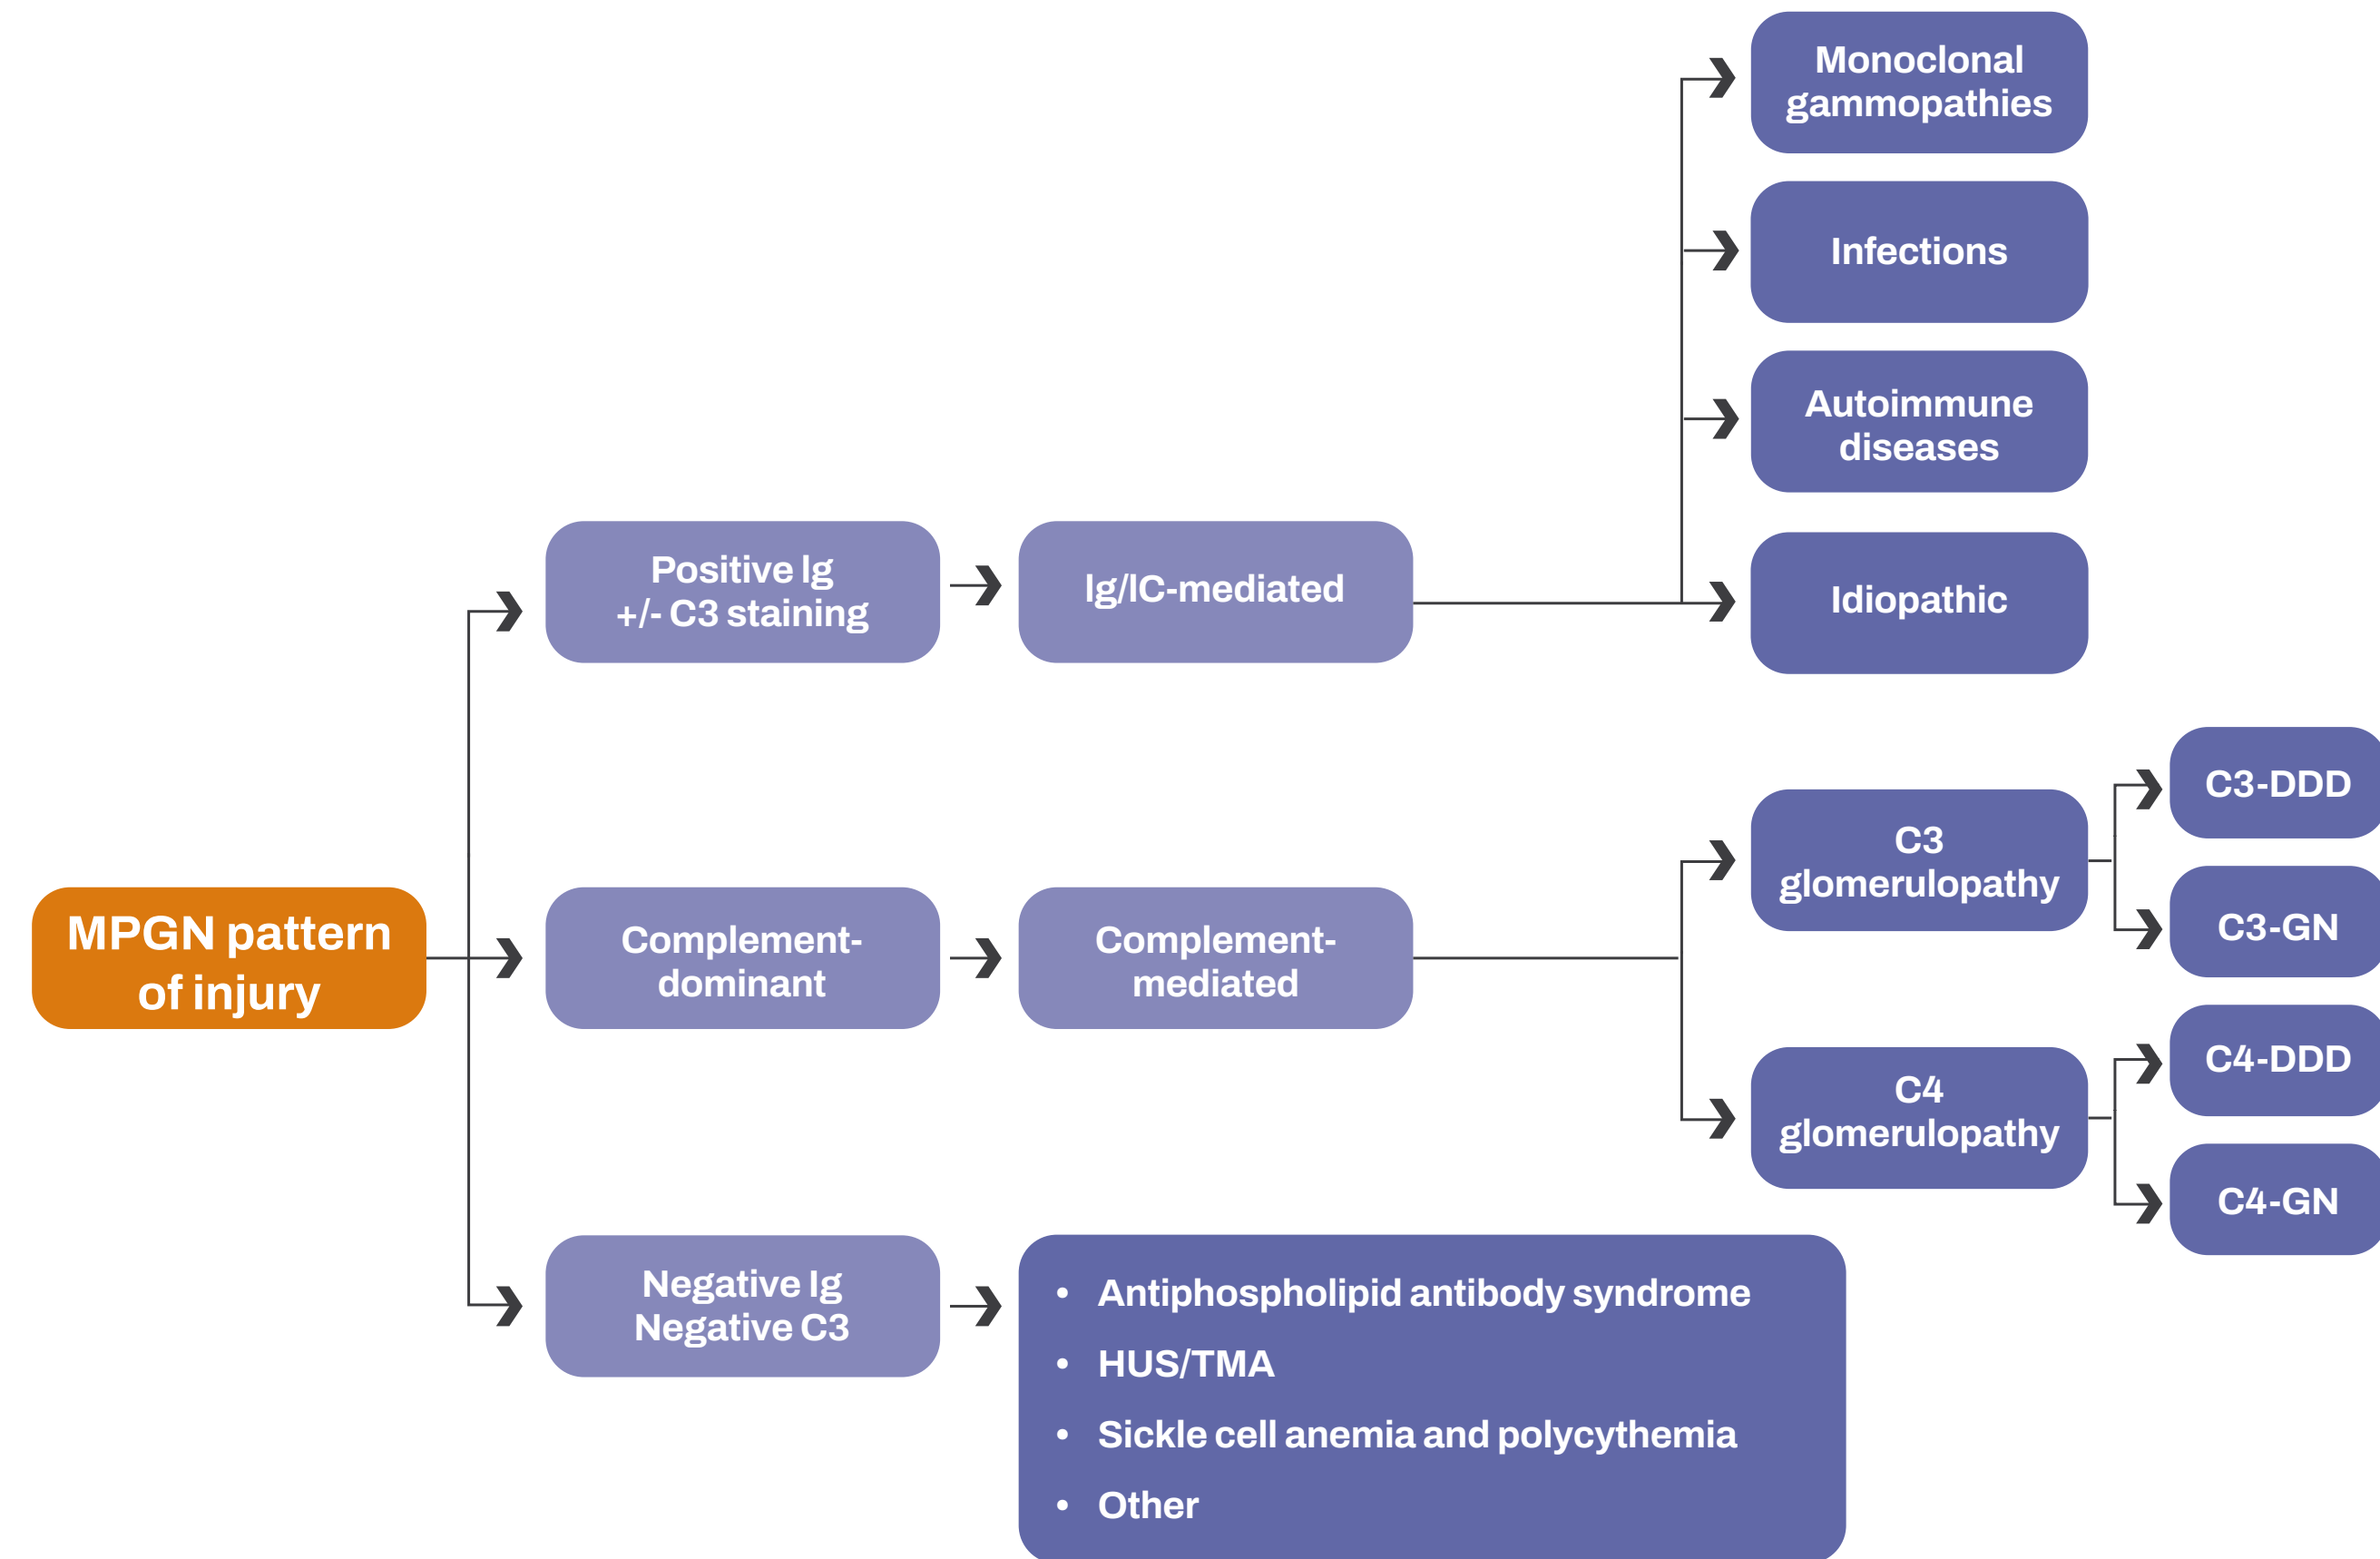 MPGN pattern
of injury
Positive Ig
+/- C3 staining
Ig/IC-mediated
Monoclonal
gammopathies
Infections
Autoimmune
diseases
Idiopathic
Complement-
dominant
Complement-
mediated
C3
glomerulopathy
C3-DDD
C3-GN
C4
glomerulopathy
C4-DDD
C4-GN
Negative Ig
Negative C3
• Antiphospholipid antibody syndrome
• HUS/TMA
• Sickle cell anemia and polycythemia
• Other